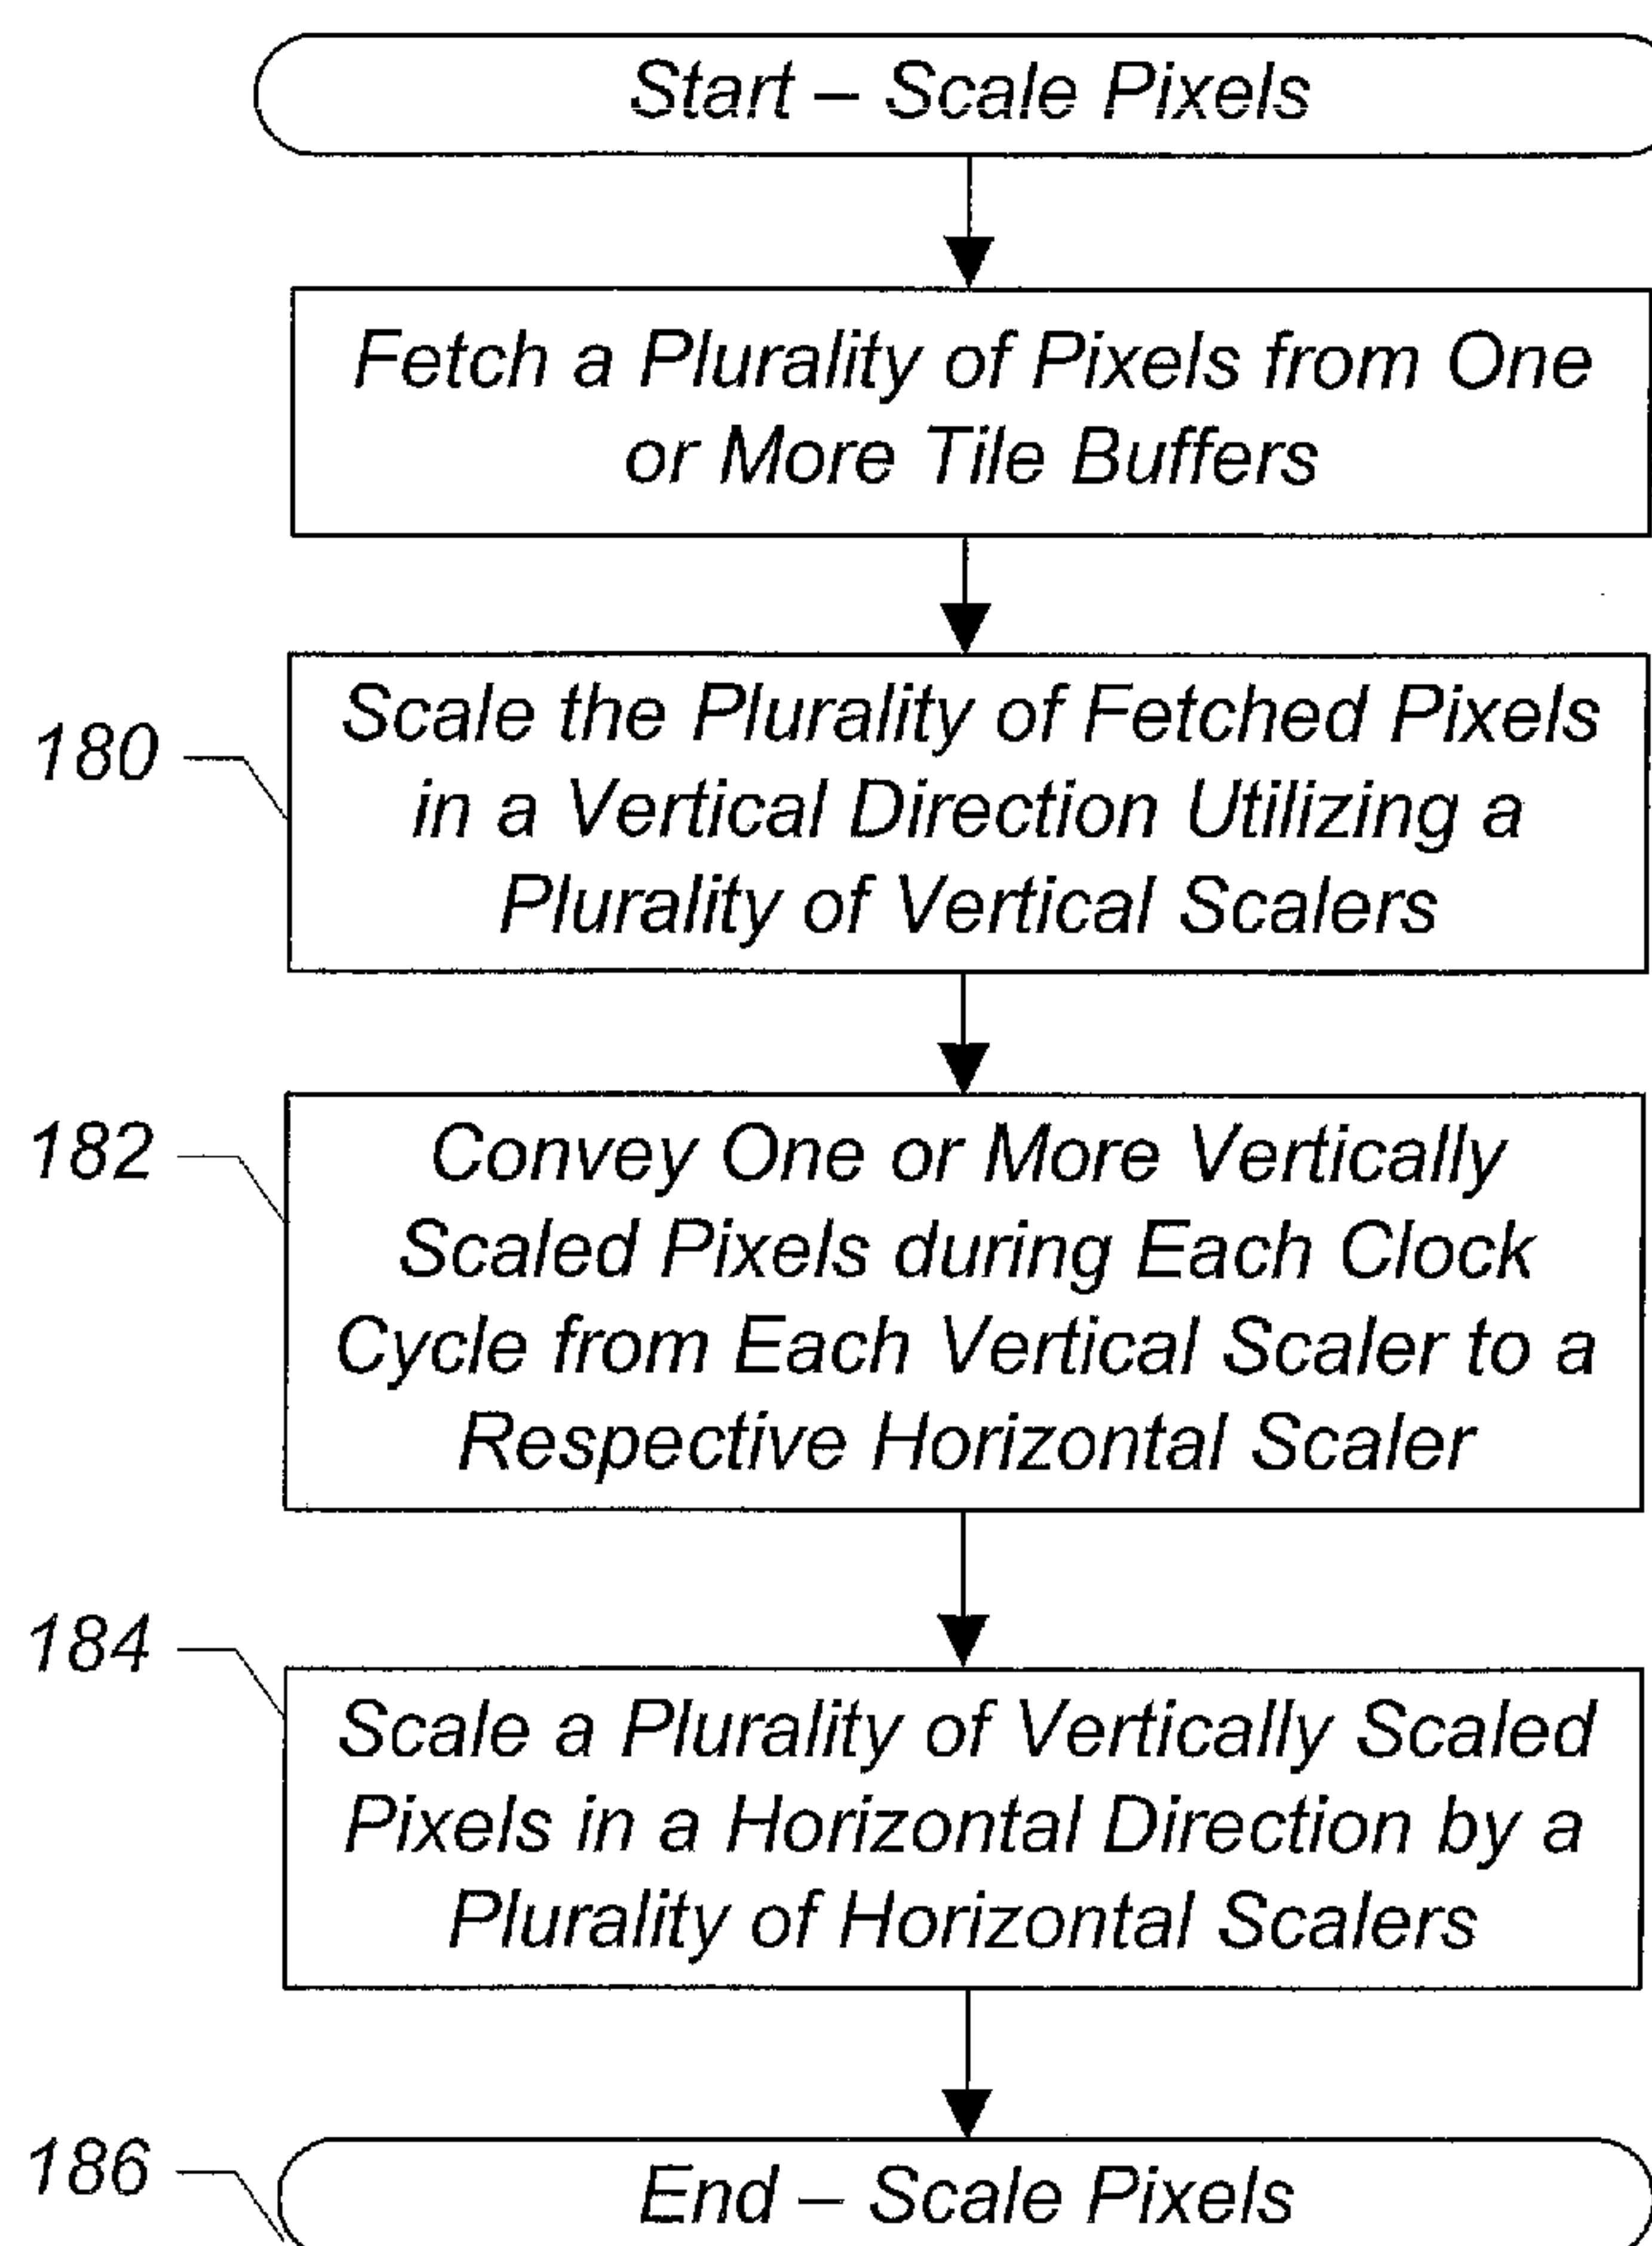 Start – Scale Pixels
Fetch a Plurality of Pixels from One
or More Tile Buffers
180
Scale the Plurality of Fetched Pixels
in a Vertical Direction Utilizing a
Plurality of Vertical Scalers
182
Convey One or More Vertically
Scaled Pixels during Each Clock
Cycle from Each Vertical Scaler to a
Respective Horizontal Scaler
184
Scale a Plurality of Vertically Scaled
Pixels in a Horizontal Direction by a
Plurality of Horizontal Scalers
186
End – Scale Pixels